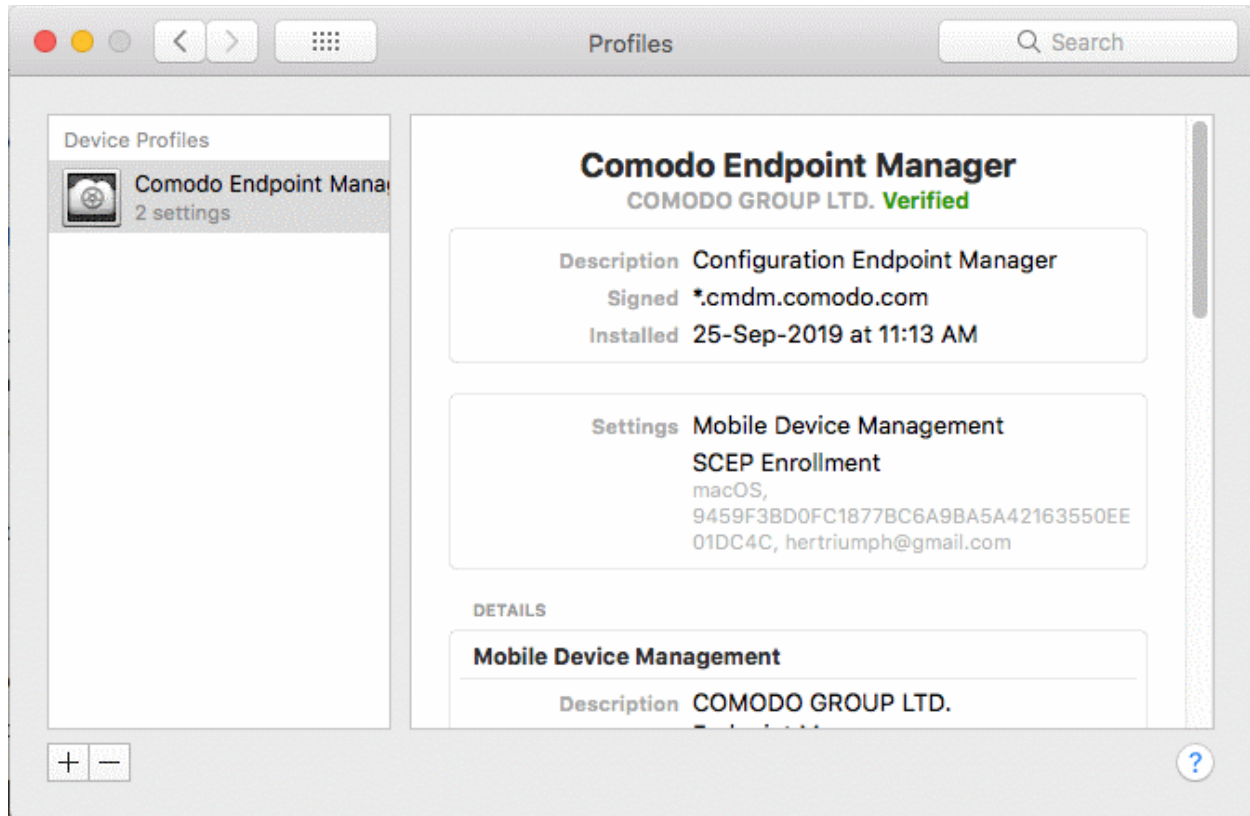 Profiles
Search
Device Profiles
Comodo Endpoint Mana
2 settings
Comodo Endpoint Manager
COMODO GROUP LTD. Verified
Description Configuration Endpoint Manager
Signed *.cmdm.comodo.com
Installed 25-Sep-2019 at 11:13 AM
Settings Mobile Device Management
SCEP Enrollment
macOS,
9459F3BD0FC1877BC6A9BA5A42163550EE
01DC4C, hertriumph@gmail.com
DETAILS
Mobile Device Management
Description COMODO GROUP LTD.